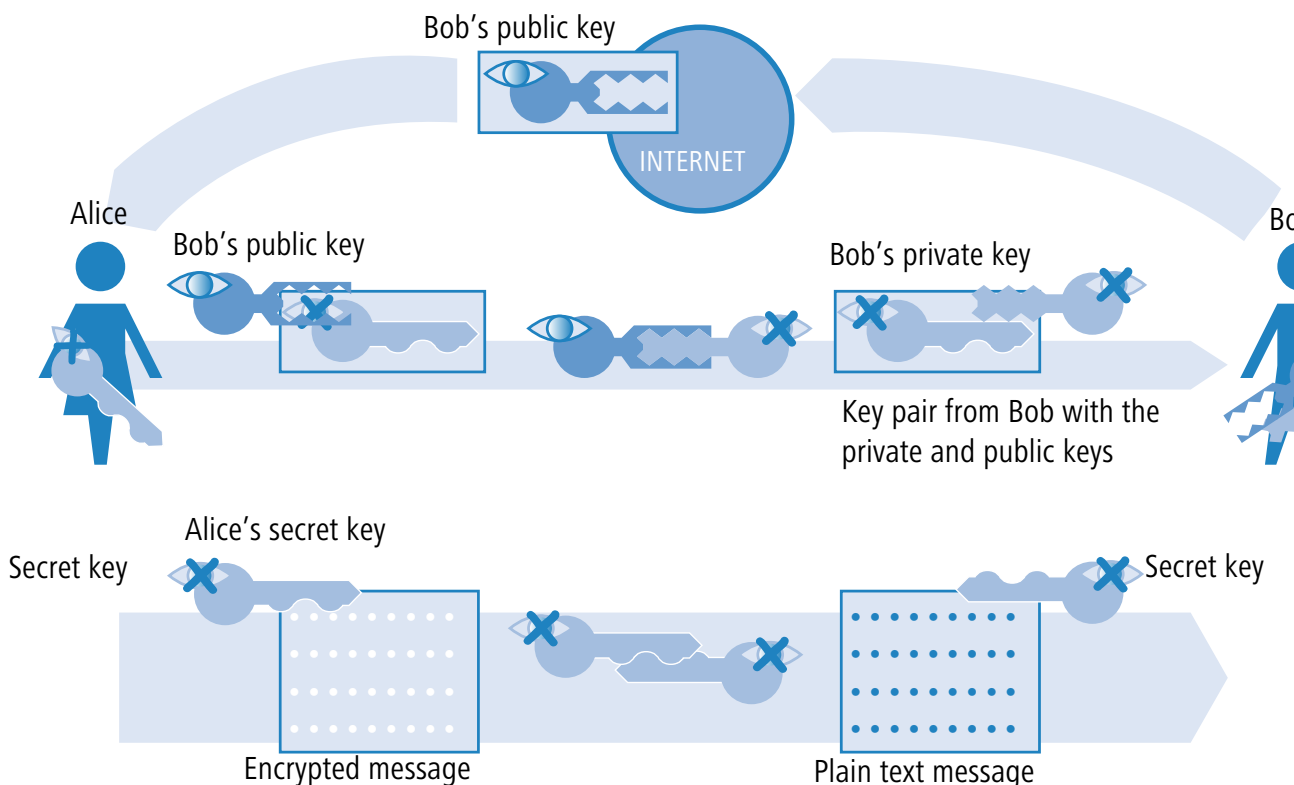 Bob's public key
INTERNET
Alice
Bo
Bob's public key
Bob's private key
Key pair from Bob with the
private and public keys
Alice's secret key
Secret key
Secret key
Encrypted message
Plain text message